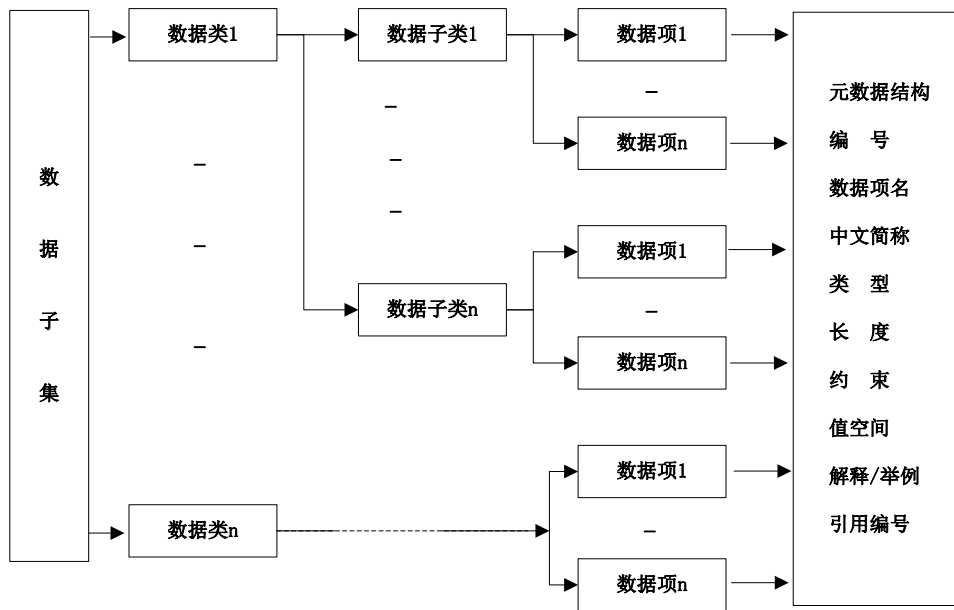 数据子集
数据类1
数据子类1
数据项1
数据项n
数据项1
数据子类n
数据项n
数据类n
数据项1
数据项n
元数据结构
编 号
数据项名
中文简称
类 型
长 度
约 束
值空间
解释/举例
引用编号